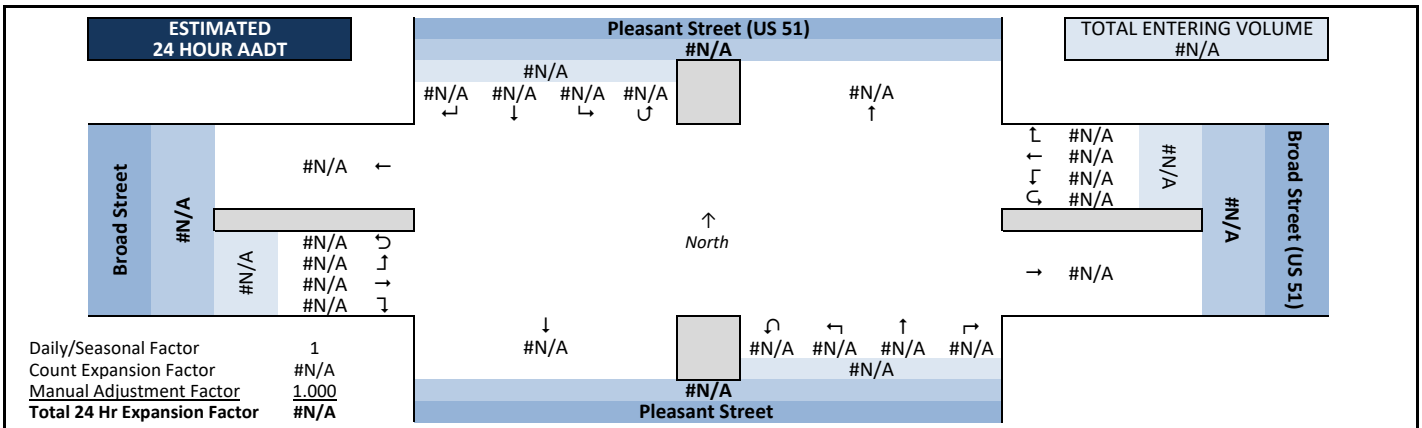 ESTIMATED
24 HOUR AADT
Pleasant Street (US 51)
#N/A
TOTAL ENTERING VOLUME
#N/A
#N/A
#N/A #N/A #N/A #N/A
↵ ↓ ↳ ↺
#N/A
↑
Broad Street
#N/A
#N/A ←
#N/A
#N/A ⮌
#N/A ↑
#N/A →
#N/A ↴
↑
North
↑ #N/A
← #N/A
↓ #N/A
⮎ #N/A
#N/A
→ #N/A
#N/A
Broad Street (US 51)
↓
#N/A
↶ ↰ ↑ ↱
#N/A #N/A #N/A #N/A
#N/A
#N/A
Pleasant Street
Daily/Seasonal Factor 1
Count Expansion Factor #N/A
Manual Adjustment Factor 1.000
Total 24 Hr Expansion Factor #N/A